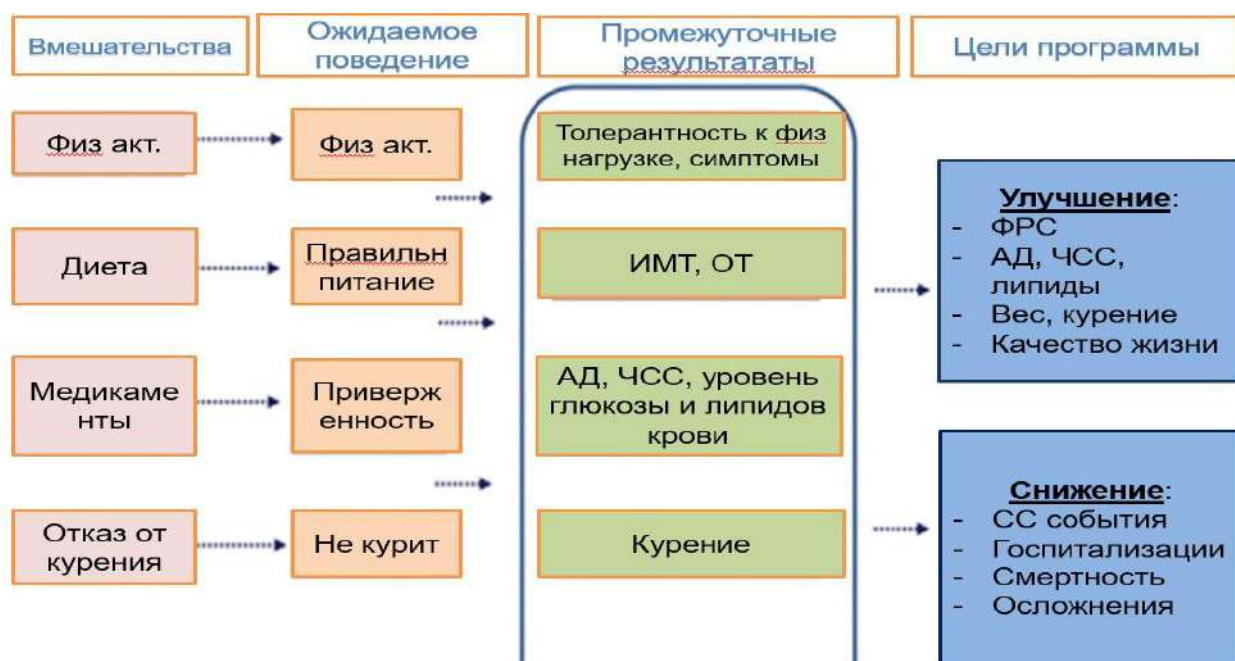 Вмешательства
Ожидаемое
поведение
Промежуточные
результататы
Цели программы
Физ акт.
Физ акт.
Толерантность к физ
нагрузке, симптомы
Диета
Правильн
питание
ИМТ, ОТ
Медикаме
нты
Приверж
енность
АД, ЧСС, уровень
глюкозы и липидов
крови
Отказ от
курения
Не курит
Курение
Улучшение:
- ФРС
- АД, ЧСС,
липиды
- Вес, курение
- Качество жизни
Снижение:
- СС события
- Госпитализации
- Смертность
- Осложнения